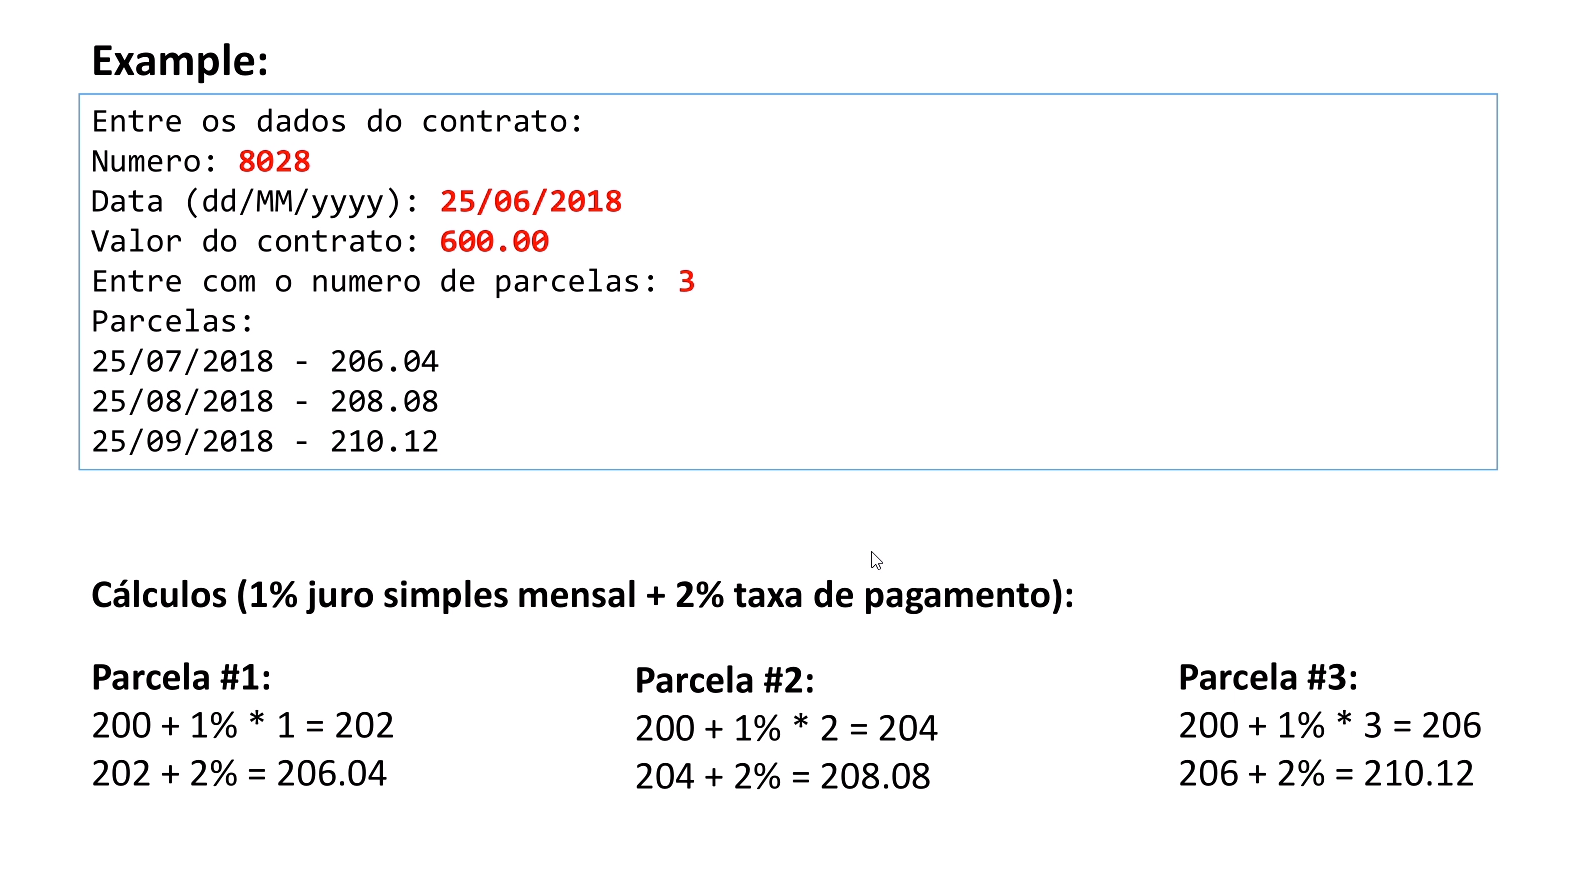 Example:
Entre os dados do contrato:
Numero: 8028
Data (dd/MM/yyyy): 25/06/2018
Valor do contrato: 600.00
Entre com o numero de parcelas: 3
Parcelas:
25/07/2018 - 206.04
25/08/2018 - 208.08
25/09/2018 - 210.12
Cálculos (1% juro simples mensal + 2% taxa de pagamento):
Parcela #1:
200 + 1% * 1 = 202
202 + 2% = 206.04
Parcela #2:
200 + 1% * 2 = 204
204 + 2% = 208.08
Parcela #3:
200 + 1% * 3 = 206
206 + 2% = 210.12